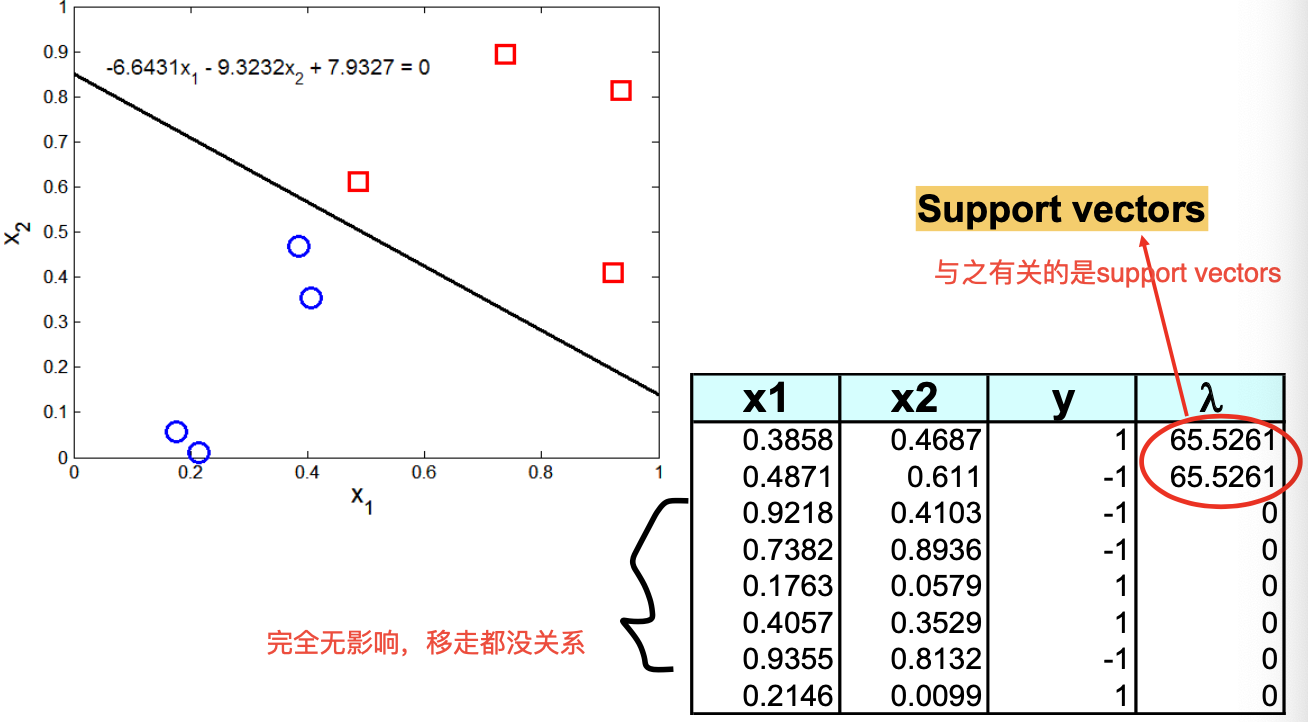 1
0.9
-6.6431x₁ - 9.3232x₂ + 7.9327 = 0
0.8
0.7
0.6
x₂
0.5
0.4
0.3
0.2
0.1
0
0 0.2 0.4 0.6 0.8 1
x₁
Support vectors
与之有关的是support vectors
x1 x2 y λ
0.3858 0.4687 1 65.5261
0.4871 0.611 -1 65.5261
0.9218 0.4103 -1 0
0.7382 0.8936 -1 0
0.1763 0.0579 1 0
0.4057 0.3529 1 0
0.9355 0.8132 -1 0
0.2146 0.0099 1 0
完全无影响，移走都没关系